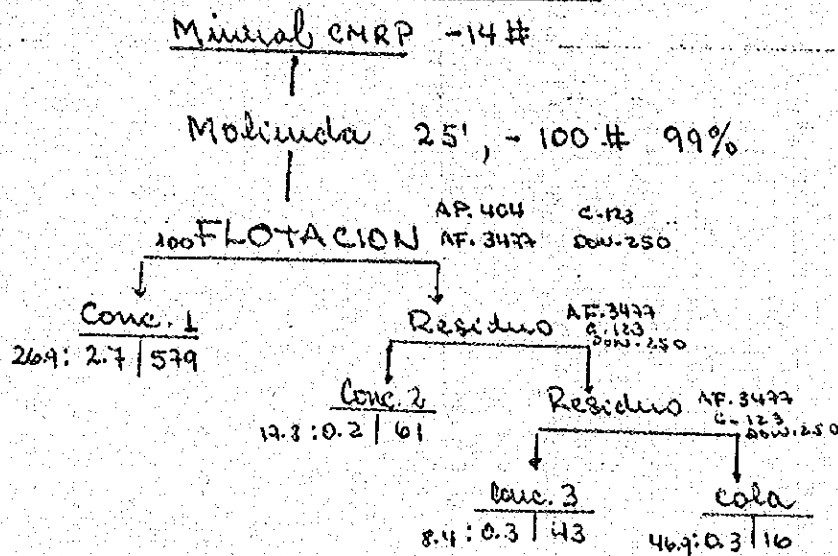 Mineral CMRP -14#
Molienda 25', -100# 99%
100 FLOTACION AP. 404 C-123
AF. 3477 DOW-250
Conc. 1
26.9: 2.7 | 579
Residuo AF. 3477
C-123
DOW-250
Conc. 2
17.8: 0.2 | 61
Residuo AF. 3477
C-123
DOW-250
Conc. 3
8.4: 0.3 | 43
cola
46.9: 0.3 | 16